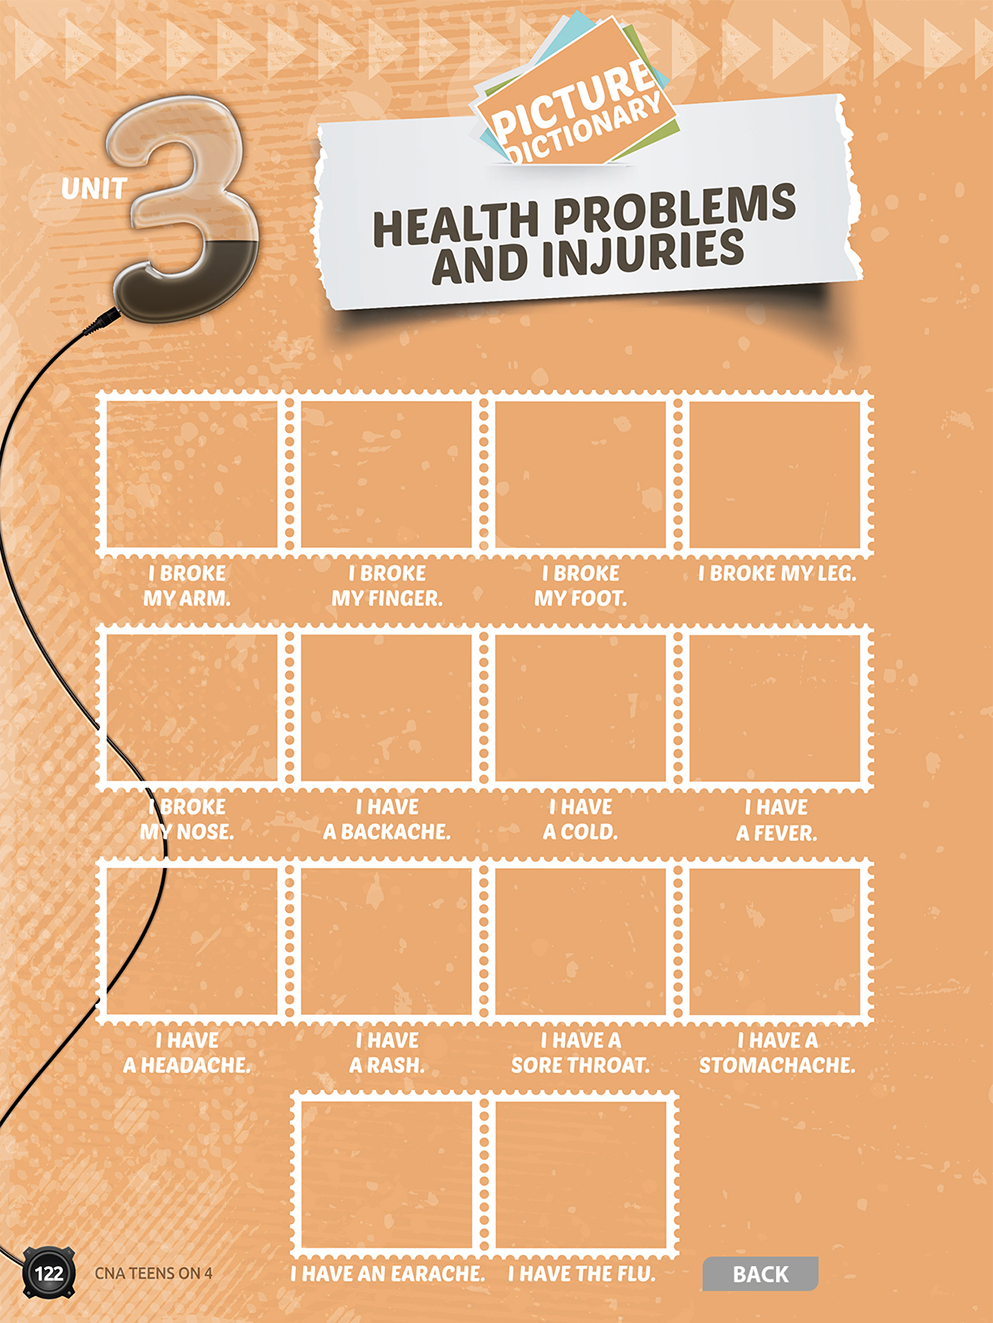 PICTURE
DICTIONARY
UNIT 3
HEALTH PROBLEMS
AND INJURIES
I BROKE
MY ARM.
I BROKE
MY FINGER.
I BROKE
MY FOOT.
I BROKE MY LEG.
I BROKE
MY NOSE.
I HAVE
A BACKACHE.
I HAVE
A COLD.
I HAVE
A FEVER.
I HAVE
A HEADACHE.
I HAVE
A RASH.
I HAVE A
SORE THROAT.
I HAVE A
STOMACHACHE.
I HAVE AN EARACHE.
I HAVE THE FLU.
122
CNA TEENS ON 4
BACK